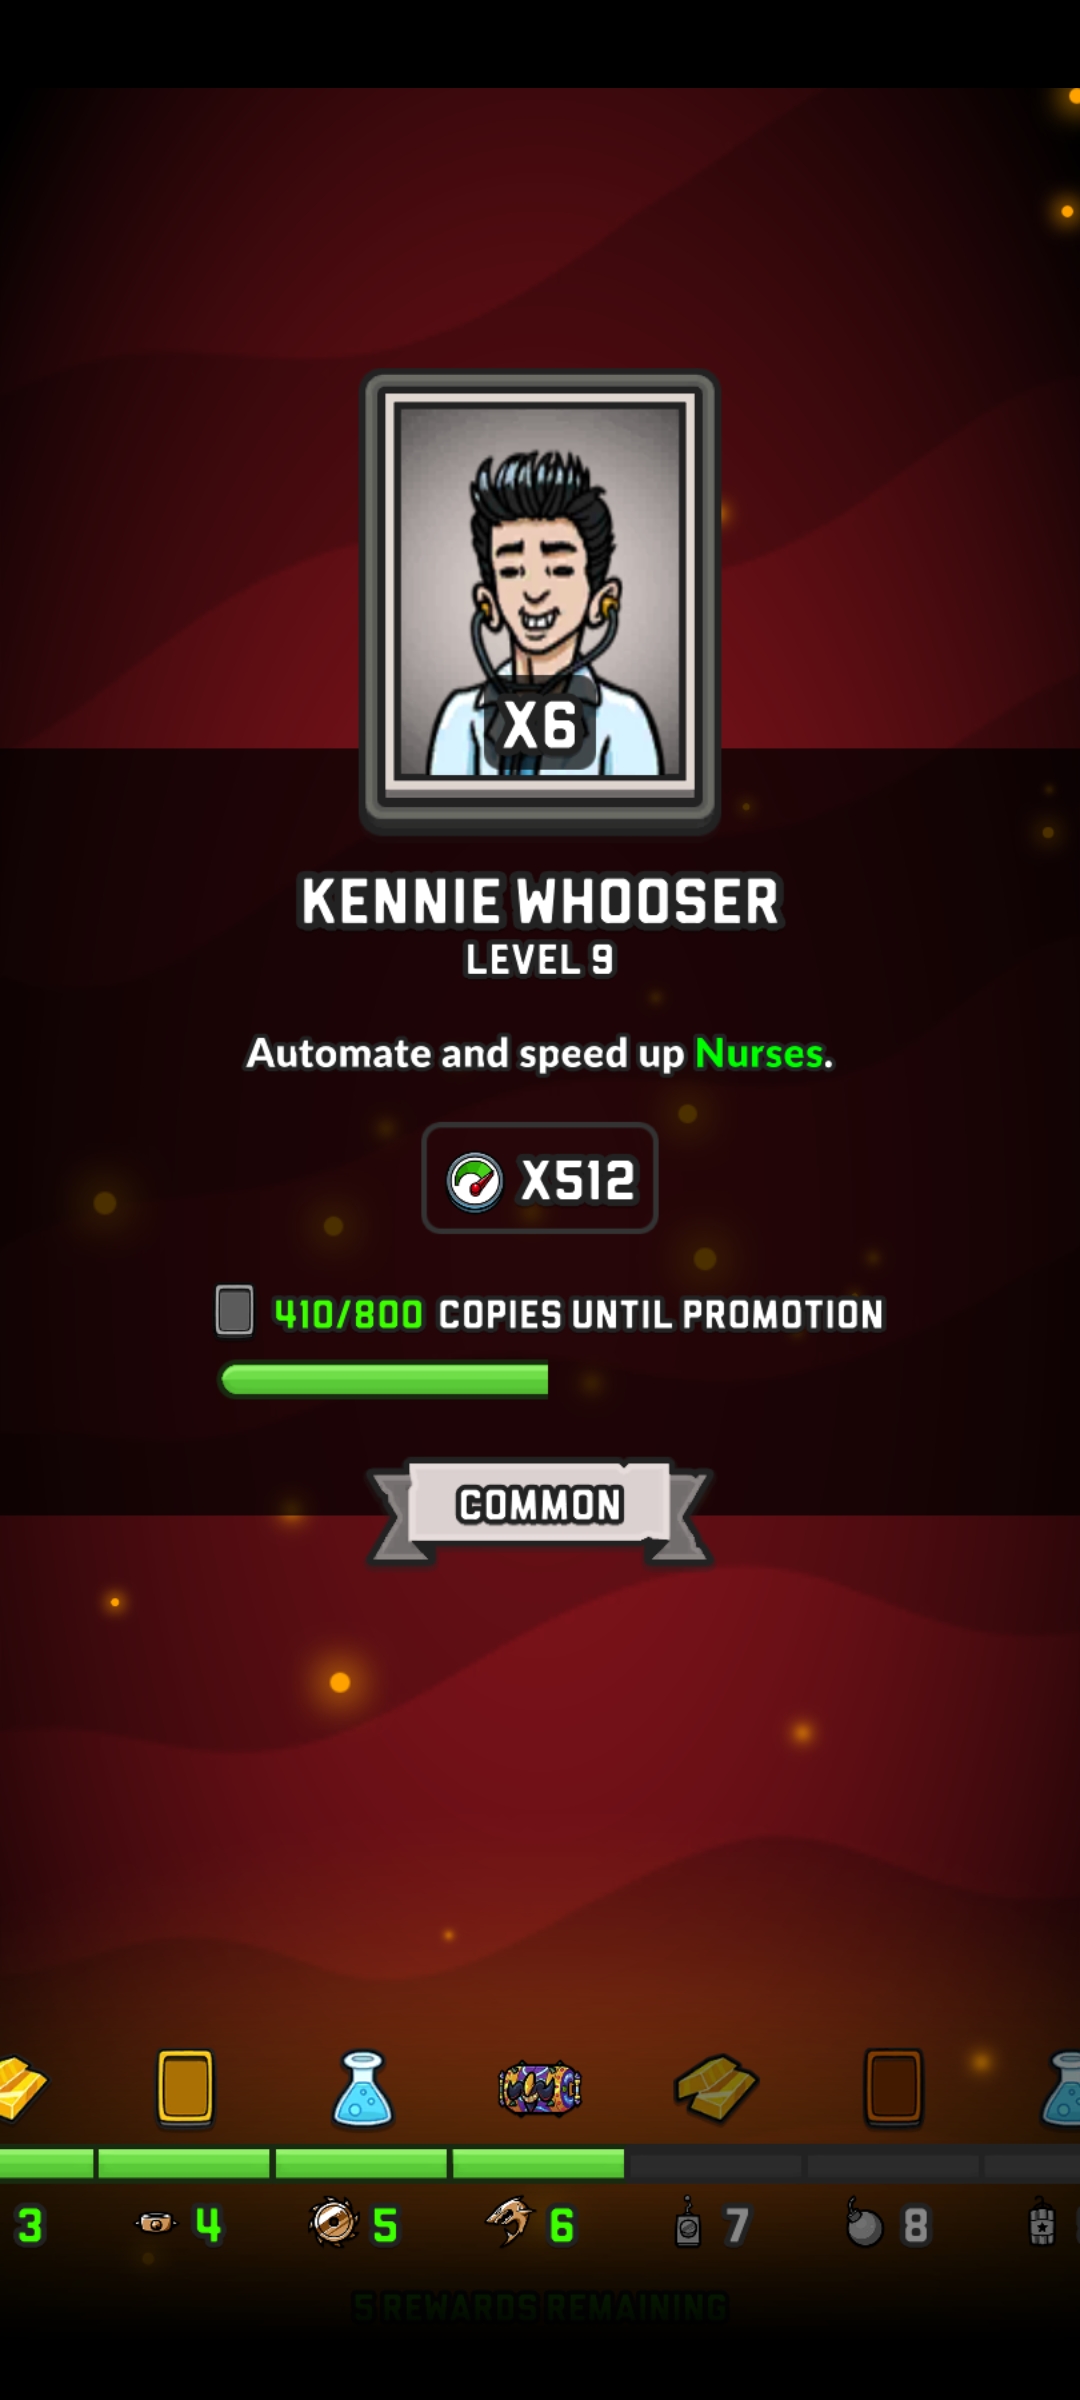 X6
KENNIE WHOOSER
LEVEL 9
Automate and speed up Nurses.
X512
410/800 COPIES UNTIL PROMOTION
COMMON
3 4 5 6 7 8
5 REWARDS REMAINING